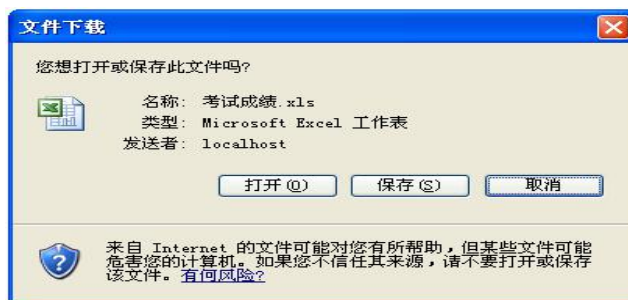 文件下载
您想打开或保存此文件吗?
名称: 考试成绩.xls
类型: Microsoft Excel 工作表
发送者: localhost
打开(O) 保存(S) 取消
来自 Internet 的文件可能对您有所帮助，但某些文件可能
危害您的计算机。如果您不信任其来源，请不要打开或保存
该文件。有何风险?